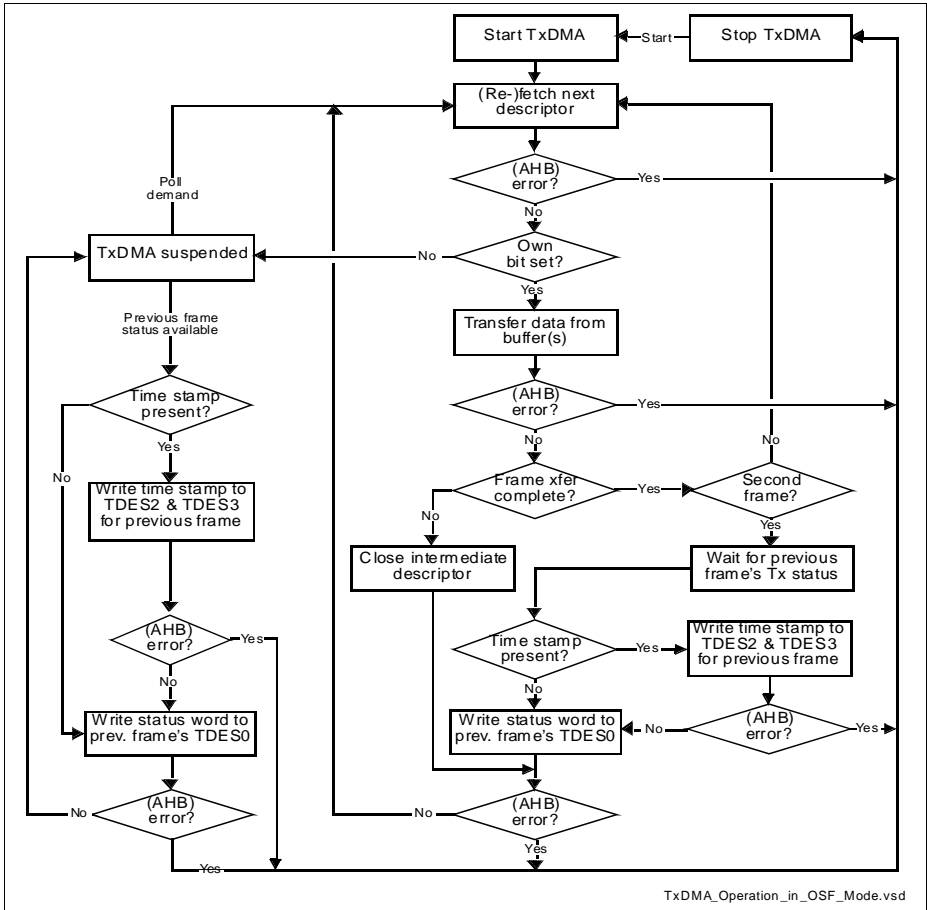 Start TxDMA
Start
Stop TxDMA
(Re-)fetch next
descriptor
(AHB)
error?
Yes
No
Poll
demand
TxDMA suspended
No
Own
bit set?
Yes
Previous frame
status available
Transfer data from
buffer(s)
Time stamp
present?
(AHB)
error?
Yes
No
No
Yes
No
Write time stamp to
TDES2 & TDES3
for previous frame
Frame xfer
complete?
Yes
Second
frame?
No
Yes
Close intermediate
descriptor
Wait for previous
frame's Tx status
(AHB)
error?
Yes
No
Time stamp
present?
Yes
Write time stamp to
TDES2 & TDES3
for previous frame
No
Write status word to
prev. frame's TDES0
Write status word to
prev. frame's TDES0
No
(AHB)
error?
Yes
No
(AHB)
error?
Yes
No
(AHB)
error?
Yes
TxDMA_Operation_in_OSF_Mode.vsd